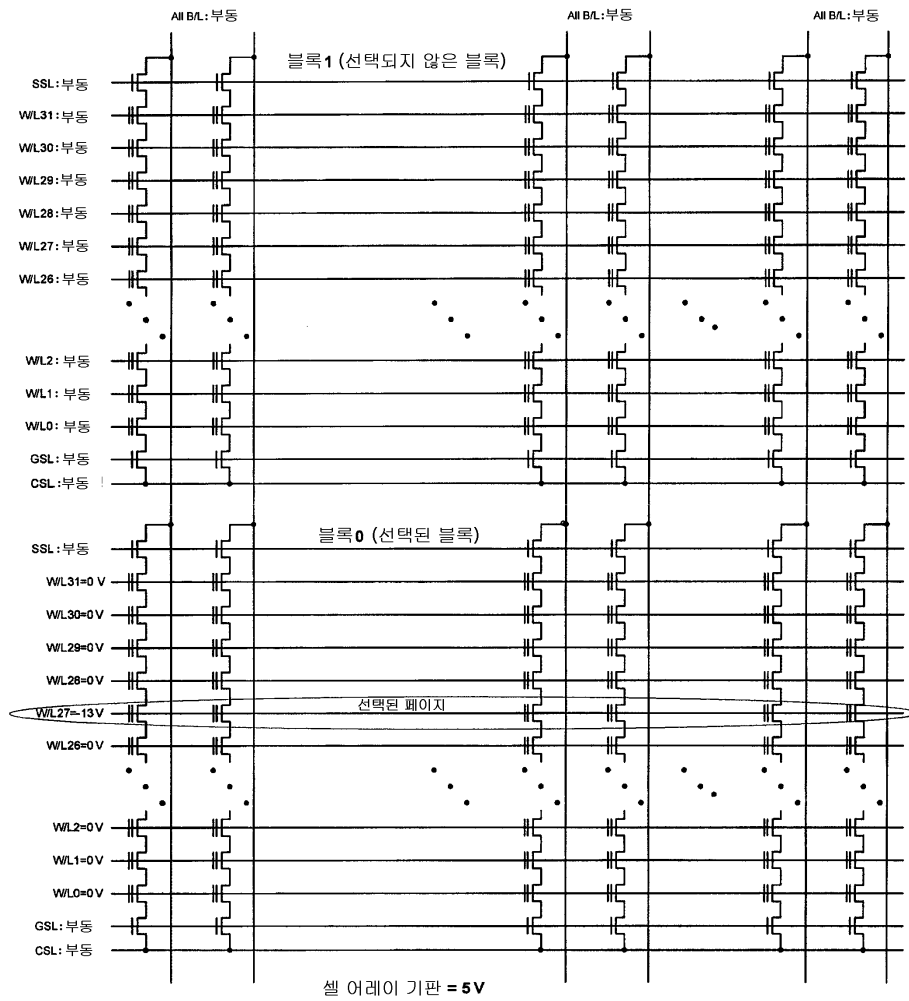 All B/L: 부동 All B/L: 부동 All B/L: 부동
블록1 (선택되지 않은 블록)
SSL: 부동
W/L31: 부동
W/L30: 부동
W/L29: 부동
W/L28: 부동
W/L27: 부동
W/L26: 부동
W/L2: 부동
W/L1: 부동
W/L0: 부동
GSL: 부동
CSL: 부동
블록0 (선택된 블록)
SSL: 부동
W/L31=0 V
W/L30=0 V
W/L29=0V
W/L28=0V
선택된 페이지
W/L27=-13V
W/L26=0V
W/L2=0V
W/L1=0V
W/L0=0V
GSL: 부동
CSL: 부동
셀 어레이 기판 = 5 V